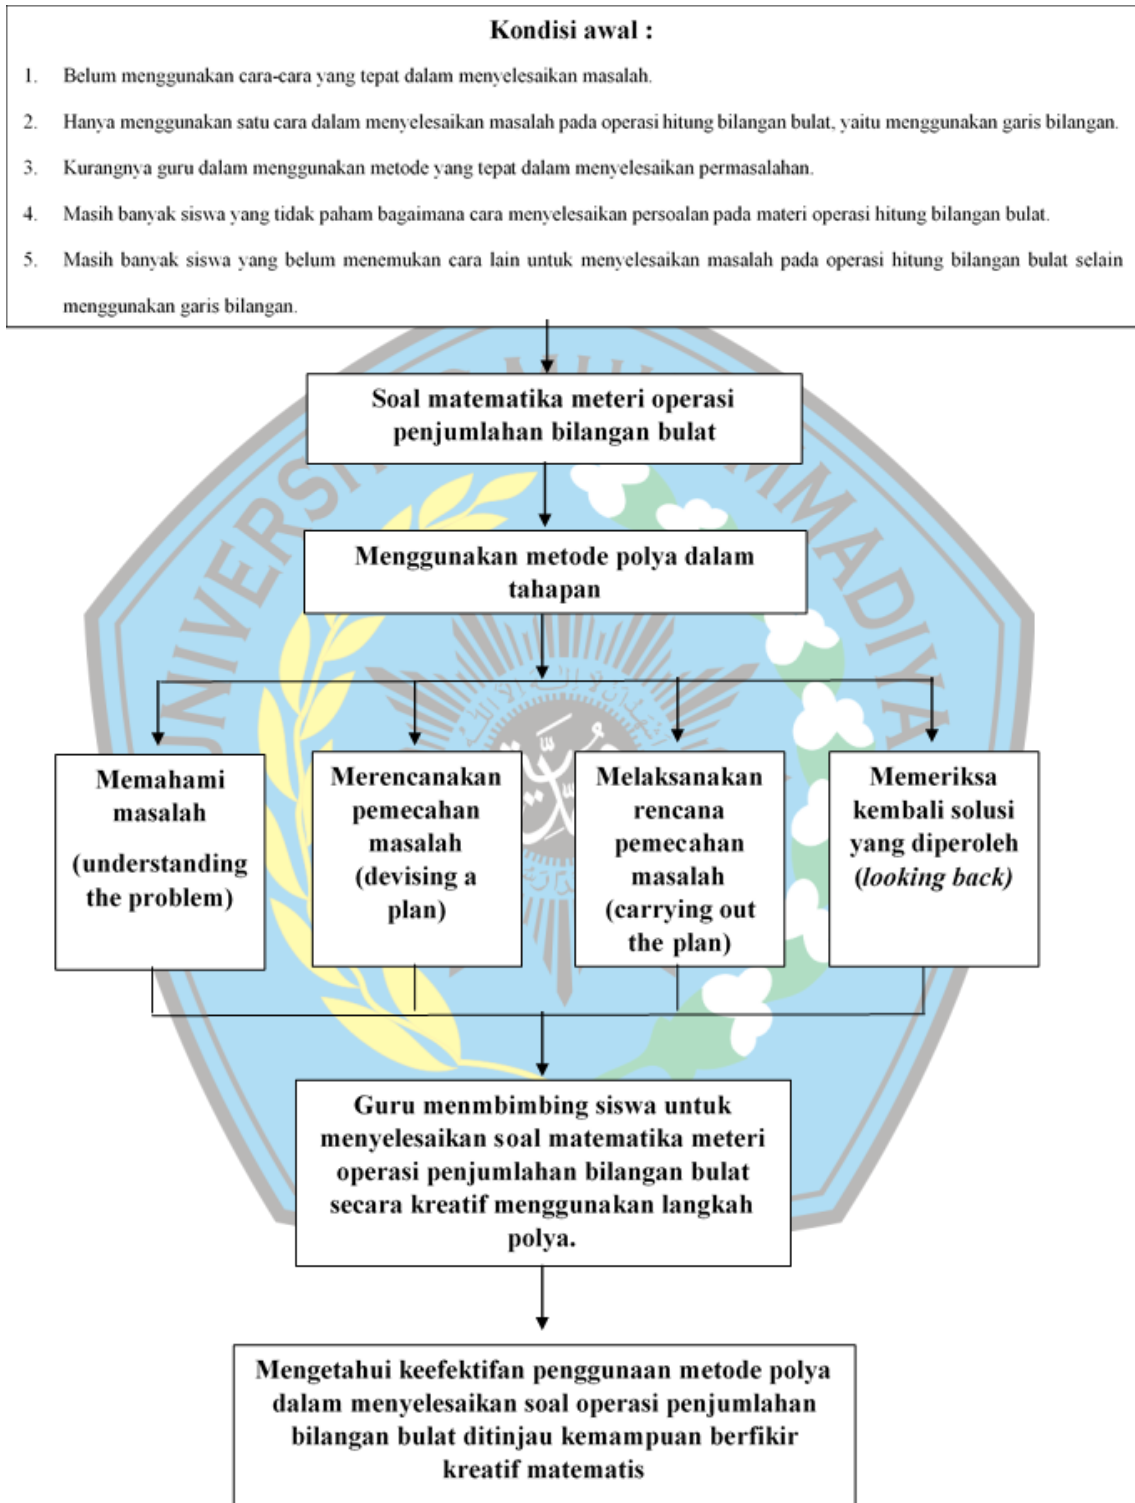 Kondisi awal :
1. Belum menggunakan cara-cara yang tepat dalam menyelesaikan masalah.
2. Hanya menggunakan satu cara dalam menyelesaikan masalah pada operasi hitung bilangan bulat, yaitu menggunakan garis bilangan.
3. Kurangnya guru dalam menggunakan metode yang tepat dalam menyelesaikan permasalahan.
4. Masih banyak siswa yang tidak paham bagaimana cara menyelesaikan persoalan pada materi operasi hitung bilangan bulat.
5. Masih banyak siswa yang belum menemukan cara lain untuk menyelesaikan masalah pada operasi hitung bilangan bulat selain
menggunakan garis bilangan.
Soal matematika meteri operasi
penjumlahan bilangan bulat
Menggunakan metode polya dalam
tahapan
Memahami
masalah
(understanding
the problem)
Merencanakan
pemecahan
masalah
(devising a
plan)
Melaksanakan
rencana
pemecahan
masalah
(carrying out
the plan)
Memeriksa
kembali solusi
yang diperoleh
(looking back)
Guru menmbimbing siswa untuk
menyelesaikan soal matematika meteri
operasi penjumlahan bilangan bulat
secara kreatif menggunakan langkah
polya.
Mengetahui keefektifan penggunaan metode polya
dalam menyelesaikan soal operasi penjumlahan
bilangan bulat ditinjau kemampuan berfikir
kreatif matematis